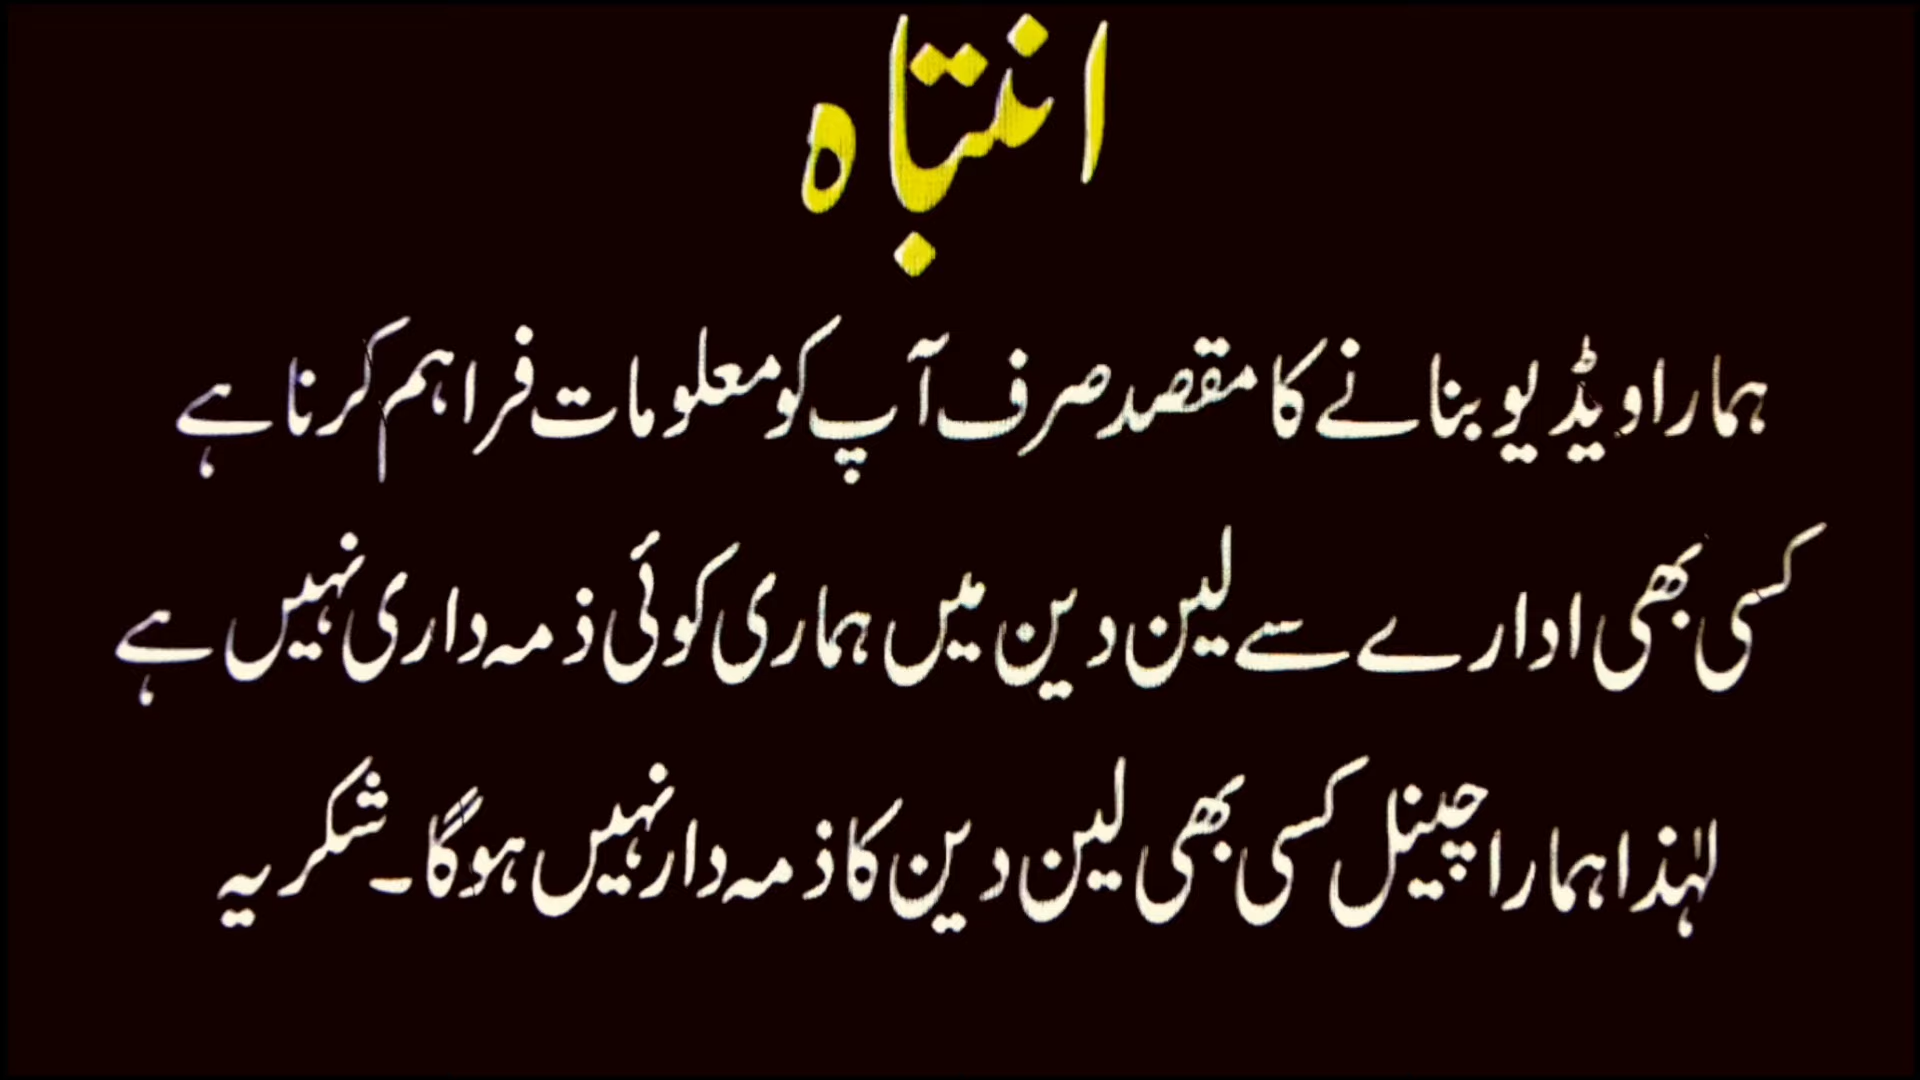 انتباہ
ہمارا ویڈیو بنانے کا مقصد صرف آپ کو معلومات فراہم کرنا ہے
کسی بھی ادارے سے لین دین میں ہماری کوئی ذمہ داری نہیں ہے
لہٰذا ہمارا چینل کسی بھی لین دین کا ذمہ دار نہیں ہوگا۔ شکریہ